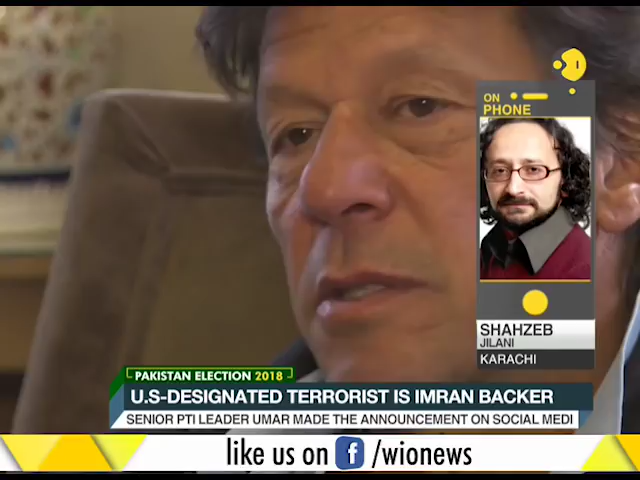 ON
PHONE
SHAHZEB
JILANI
KARACHI
PAKISTAN ELECTION 2018
U.S-DESIGNATED TERRORIST IS IMRAN BACKER
SENIOR PTI LEADER UMAR MADE THE ANNOUNCEMENT ON SOCIAL MEDI
like us on f /wionews